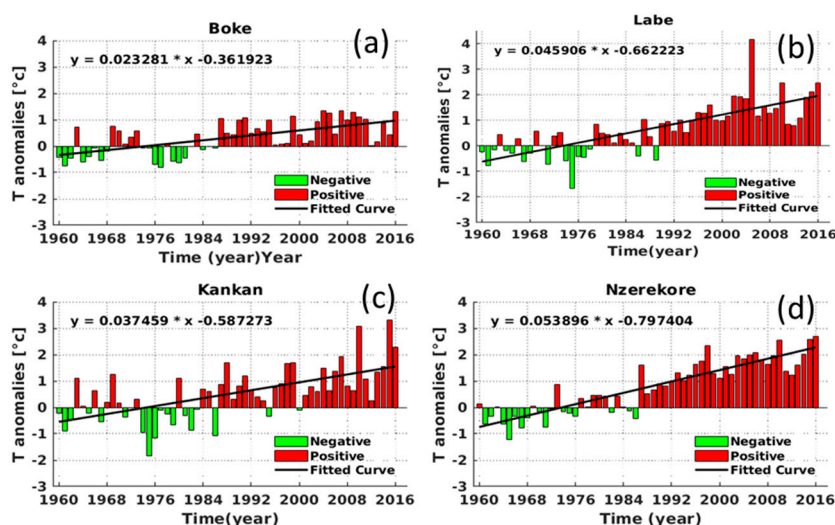 Boke
(a)
y = 0.023281 * x -0.361923
T anomalies [°c]
4
3
2
1
0
-1
-2
-3
Negative
Positive
Fitted Curve
1960 1968 1976 1984 1992 2000 2008 2016
Time (year)Year
Labe
(b)
y = 0.045906 * x -0.662223
T anomalies [°c]
4
3
2
1
0
-1
-2
-3
Negative
Positive
Fitted Curve
1960 1968 1976 1984 1992 2000 2008 2016
Time(year)
Kankan
(c)
y = 0.037459 * x -0.587273
T anomalies [°c]
4
3
2
1
0
-1
-2
-3
Negative
Positive
Fitted Curve
1960 1968 1976 1984 1992 2000 2008 2016
Time(year)
Nzerekore
(d)
y = 0.053896 * x -0.797404
T anomalies [°c]
4
3
2
1
0
-1
-2
-3
Negative
Positive
Fitted Curve
1960 1968 1976 1984 1992 2000 2008 2016
Time (year)